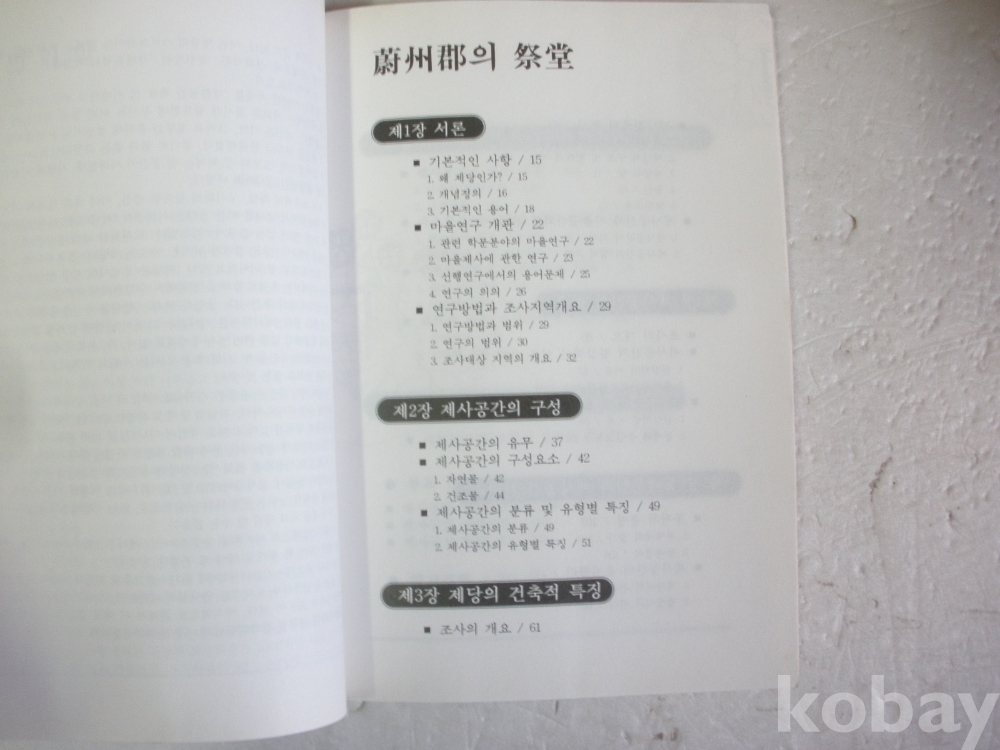 蔚州郡의 祭堂
제1장 서론
■ 기본적인 사항 / 15
1. 왜 제당인가? / 15
2. 개념정의 / 16
3. 기본적인 용어 / 18
■ 마을연구 개관 / 22
1. 관련 학문분야의 마을연구 / 22
2. 마을제사에 관한 연구 / 23
3. 선행연구에서의 용어문제 / 25
4. 연구의 의의 / 26
■ 연구방법과 조사지역개요 / 29
1. 연구방법과 범위 / 29
2. 연구의 범위 / 30
3. 조사대상 지역의 개요 / 32
제2장 제사공간의 구성
■ 제사공간의 유무 / 37
■ 제사공간의 구성요소 / 42
1. 자연물 / 42
2. 건조물 / 44
■ 제사공간의 분류 및 유형별 특징 / 49
1. 제사공간의 분류 / 49
2. 제사공간의 유형별 특징 / 51
제3장 제당의 건축적 특징
■ 조사의 개요 / 61
kobay